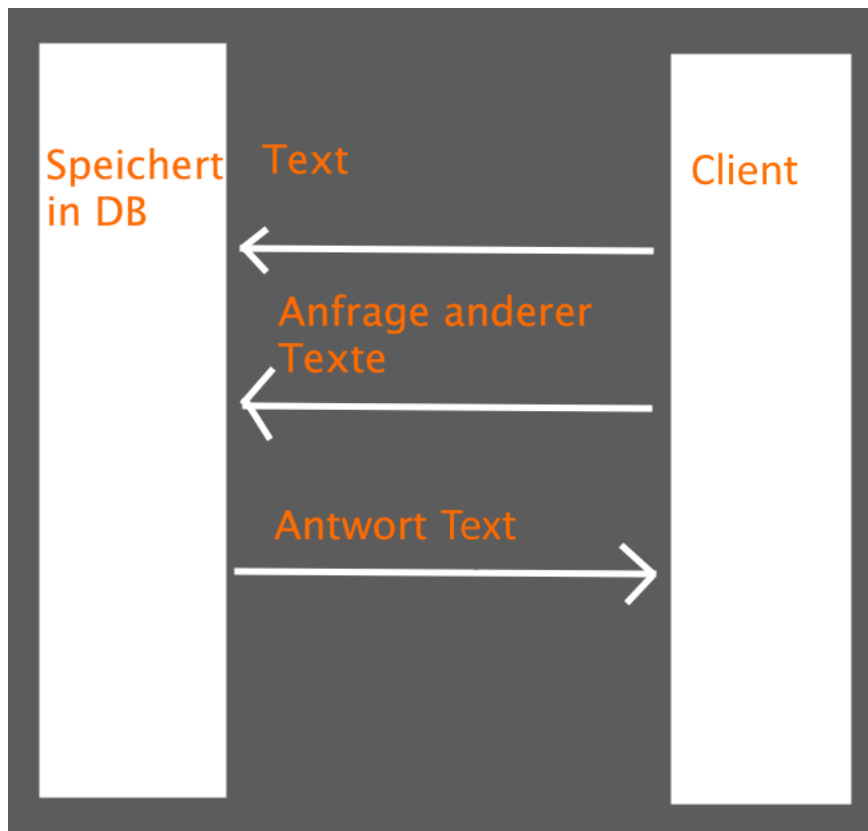 Speichert
in DB
Text
Client
Anfrage anderer
Texte
Antwort Text